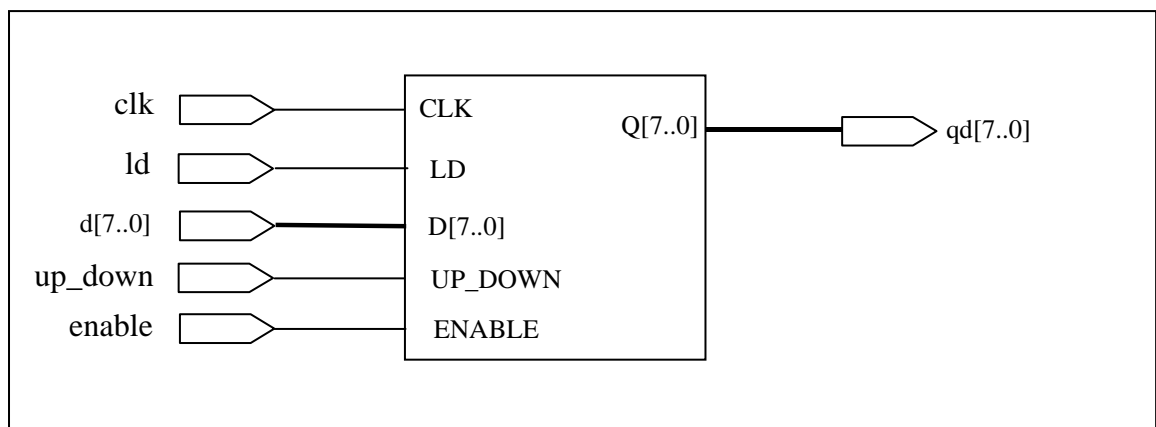 clk CLK
Q[7..0] qd[7..0]
ld LD
d[7..0] D[7..0]
up_down UP_DOWN
enable ENABLE